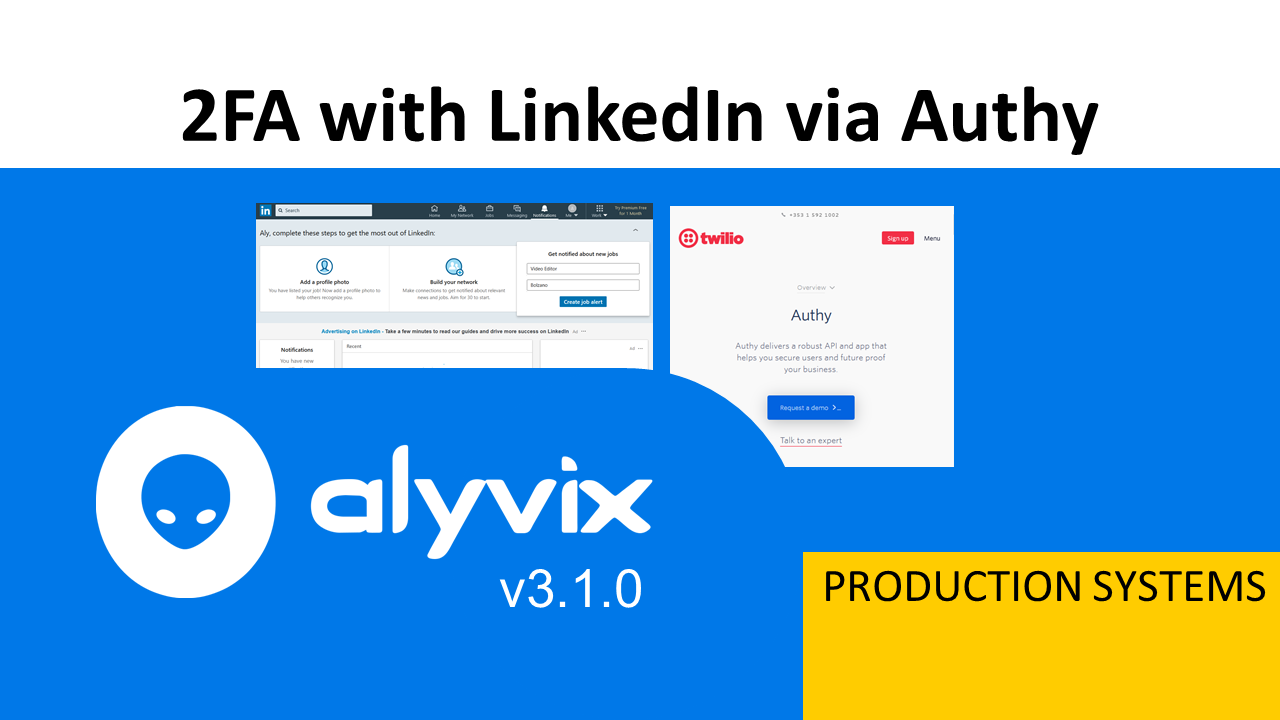 2FA with LinkedIn via Authy
in
Search
Home
My Network
Jobs
Messaging
Notifications
Me
Work
Try Premium Free
for 1 Month
Aly, complete these steps to get the most out of LinkedIn:
Add a profile photo
You have listed your job! Now add a profile photo to
help others recognize you.
Build your network
Make connections to get notified about relevant
news and jobs. Aim for 30 to start.
Get notified about new jobs
Video Editor
Bolzano
Create job alert
Advertising on LinkedIn - Take a few minutes to read our guides and drive more success on LinkedIn Ad ...
Notifications
You have new
Recent
Ad ...
+353 1 592 1002
twilio
Sign up
Menu
Overview
Authy
Authy delivers a robust API and app that
helps you secure users and future proof
your business.
Request a demo >_
Talk to an expert
alyvix
v3.1.0
PRODUCTION SYSTEMS